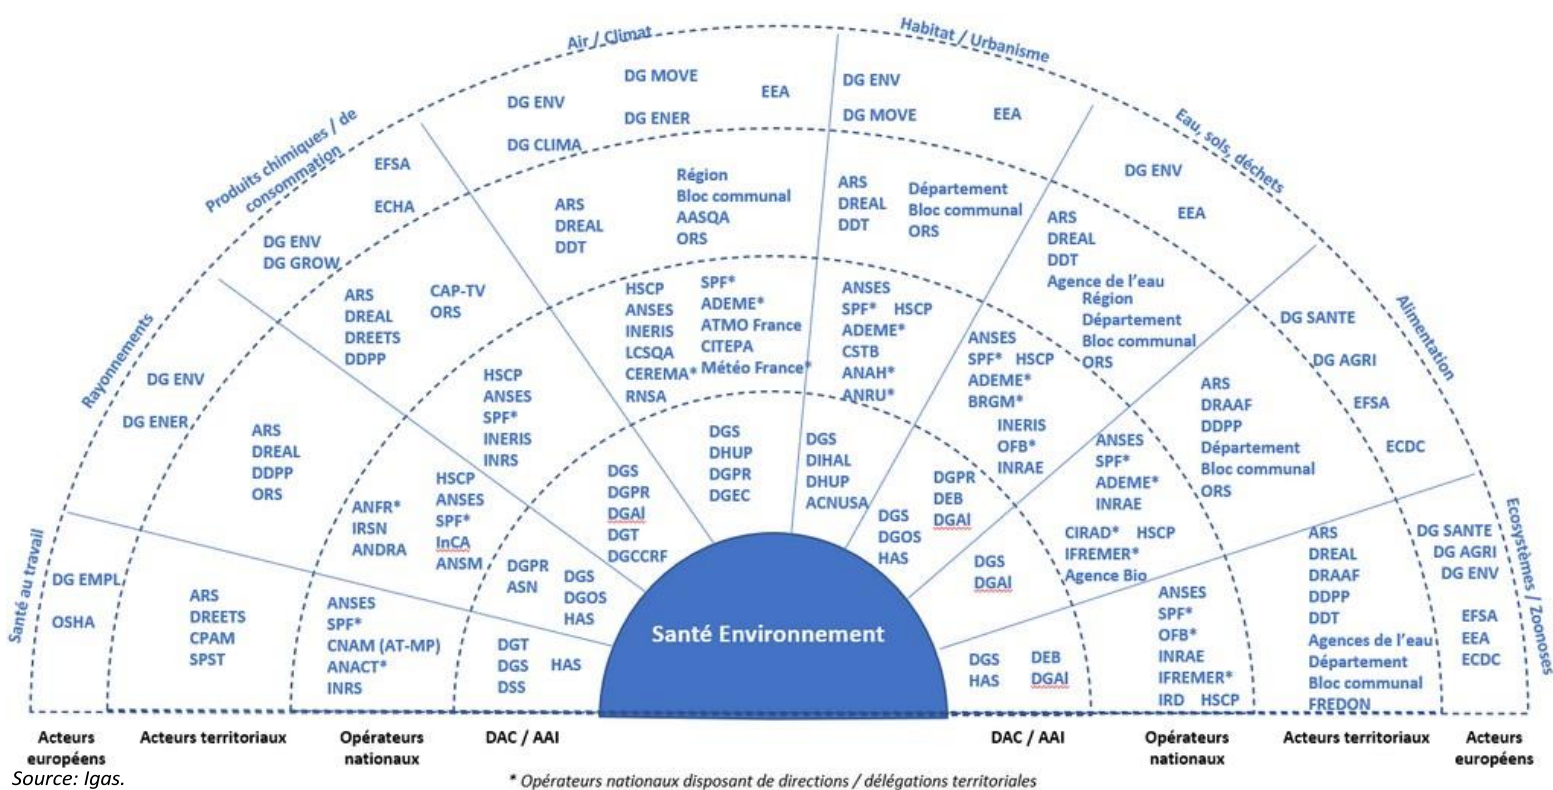 Santé au travail
DG EMPL
OSHA
ARS
DREETS
CPAM
SPST
ANSES
SPF*
CNAM (AT-MP)
ANACT*
INRS
DGT
DGS
DSS
HAS
Rayonnements
DG ENV
DG ENER
ARS
DREAL
DDPP
ORS
ANFR*
IRSN
ANDRA
HSCP
ANSES
SPF*
InCA
ANSM
DGPR
ASN
DGS
DGOS
HAS
Produits chimiques / de
consommation
EFSA
ECHA
DG ENV
DG GROW
ARS
DREAL
DREETS
DDPP
CAP-TV
ORS
HSCP
ANSES
SPF*
INERIS
INRS
DGS
DGPR
DGAl
DGT
DGCCRF
Air / Climat
DG MOVE
DG ENV
EEA
DG ENER
DG CLIMA
ARS
DREAL
DDT
Région
Bloc communal
AASQA
ORS
HSCP
ANSES
INERIS
LCSQA
CEREMA*
RNSA
SPF*
ADEME*
ATMO France
CITEPA
Météo France*
DGS
DHUP
DGPR
DGEC
Habitat / Urbanisme
DG ENV
DG MOVE
EEA
ARS
DREAL
DDT
Département
Bloc communal
ORS
ANSES
SPF* HSCP
ADEME*
CSTB
ANAH*
ANRU*
DGS
DIHAL
DHUP
ACNUSA
Eau, sols, déchets
DG ENV
EEA
ARS
DREAL
DDT
Agence de l’eau
Région
Département
Bloc communal
ORS
ANSES
SPF* HSCP
ADEME*
BRGM*
INERIS
OFB*
INRAE
DGPR
DEB
DGAl
DGS
DGOS
HAS
Alimentation
DG SANTE
DG AGRI
EFSA
ECDC
ARS
DRAAF
DDPP
Département
Bloc communal
ORS
ANSES
SPF*
ADEME*
INRAE
CIRAD* HSCP
IFREMER*
Agence Bio
DGS
DGAl
Ecosystèmes / Zoonoses
DG SANTE
DG AGRI
DG ENV
EFSA
EEA
ECDC
ARS
DREAL
DRAAF
DDPP
DDT
Agences de l’eau
Département
Bloc communal
FREDON
ANSES
SPF*
OFB*
INRAE
IFREMER*
IRD HSCP
DGS
HAS
DEB
DGAl
Santé Environnement
Acteurs
européens
Acteurs territoriaux
Opérateurs
nationaux
DAC / AAI
DAC / AAI
Opérateurs
nationaux
Acteurs territoriaux
Acteurs
européens
Source: Igas.
* Opérateurs nationaux disposant de directions / délégations territoriales